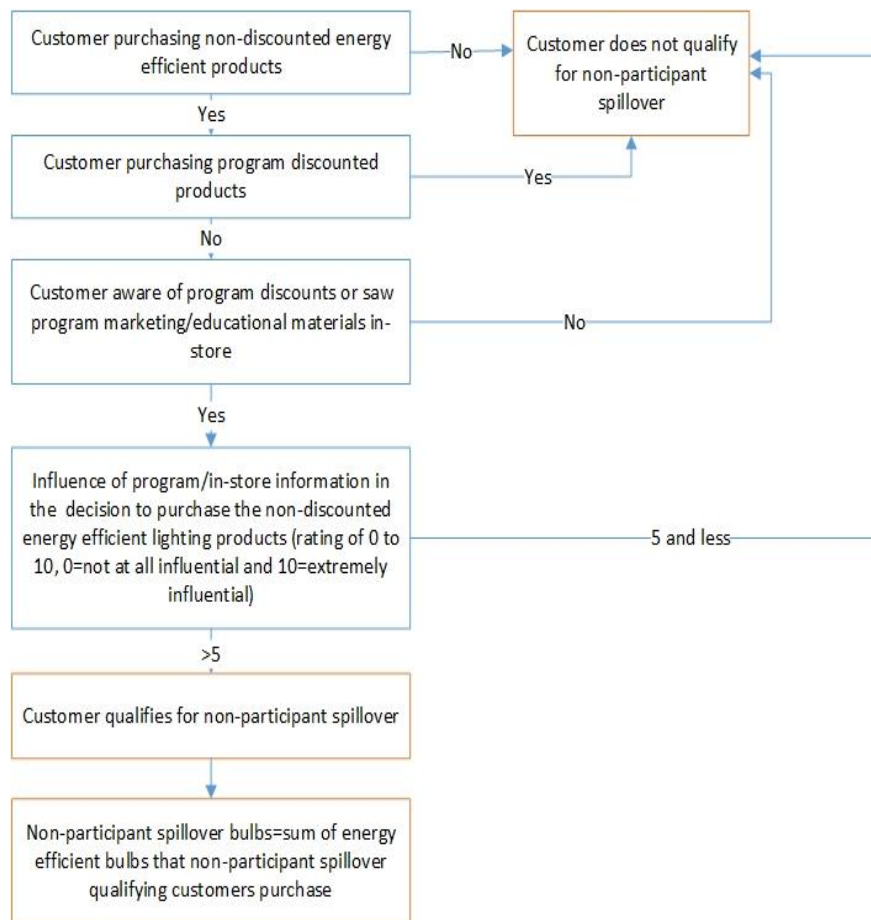 Customer purchasing non-discounted energy
efficient products
No
Customer does not qualify
for non-participant
spillover
Yes
Customer purchasing program discounted
products
Yes
No
Customer aware of program discounts or saw
program marketing/educational materials in-
store
No
Yes
Influence of program/in-store information in
the decision to purchase the non-discounted
energy efficient lighting products (rating of 0 to
10, 0=not at all influential and 10=extremely
influential)
5 and less
>5
Customer qualifies for non-participant spillover
Non-participant spillover bulbs=sum of energy
efficient bulbs that non-participant spillover
qualifying customers purchase